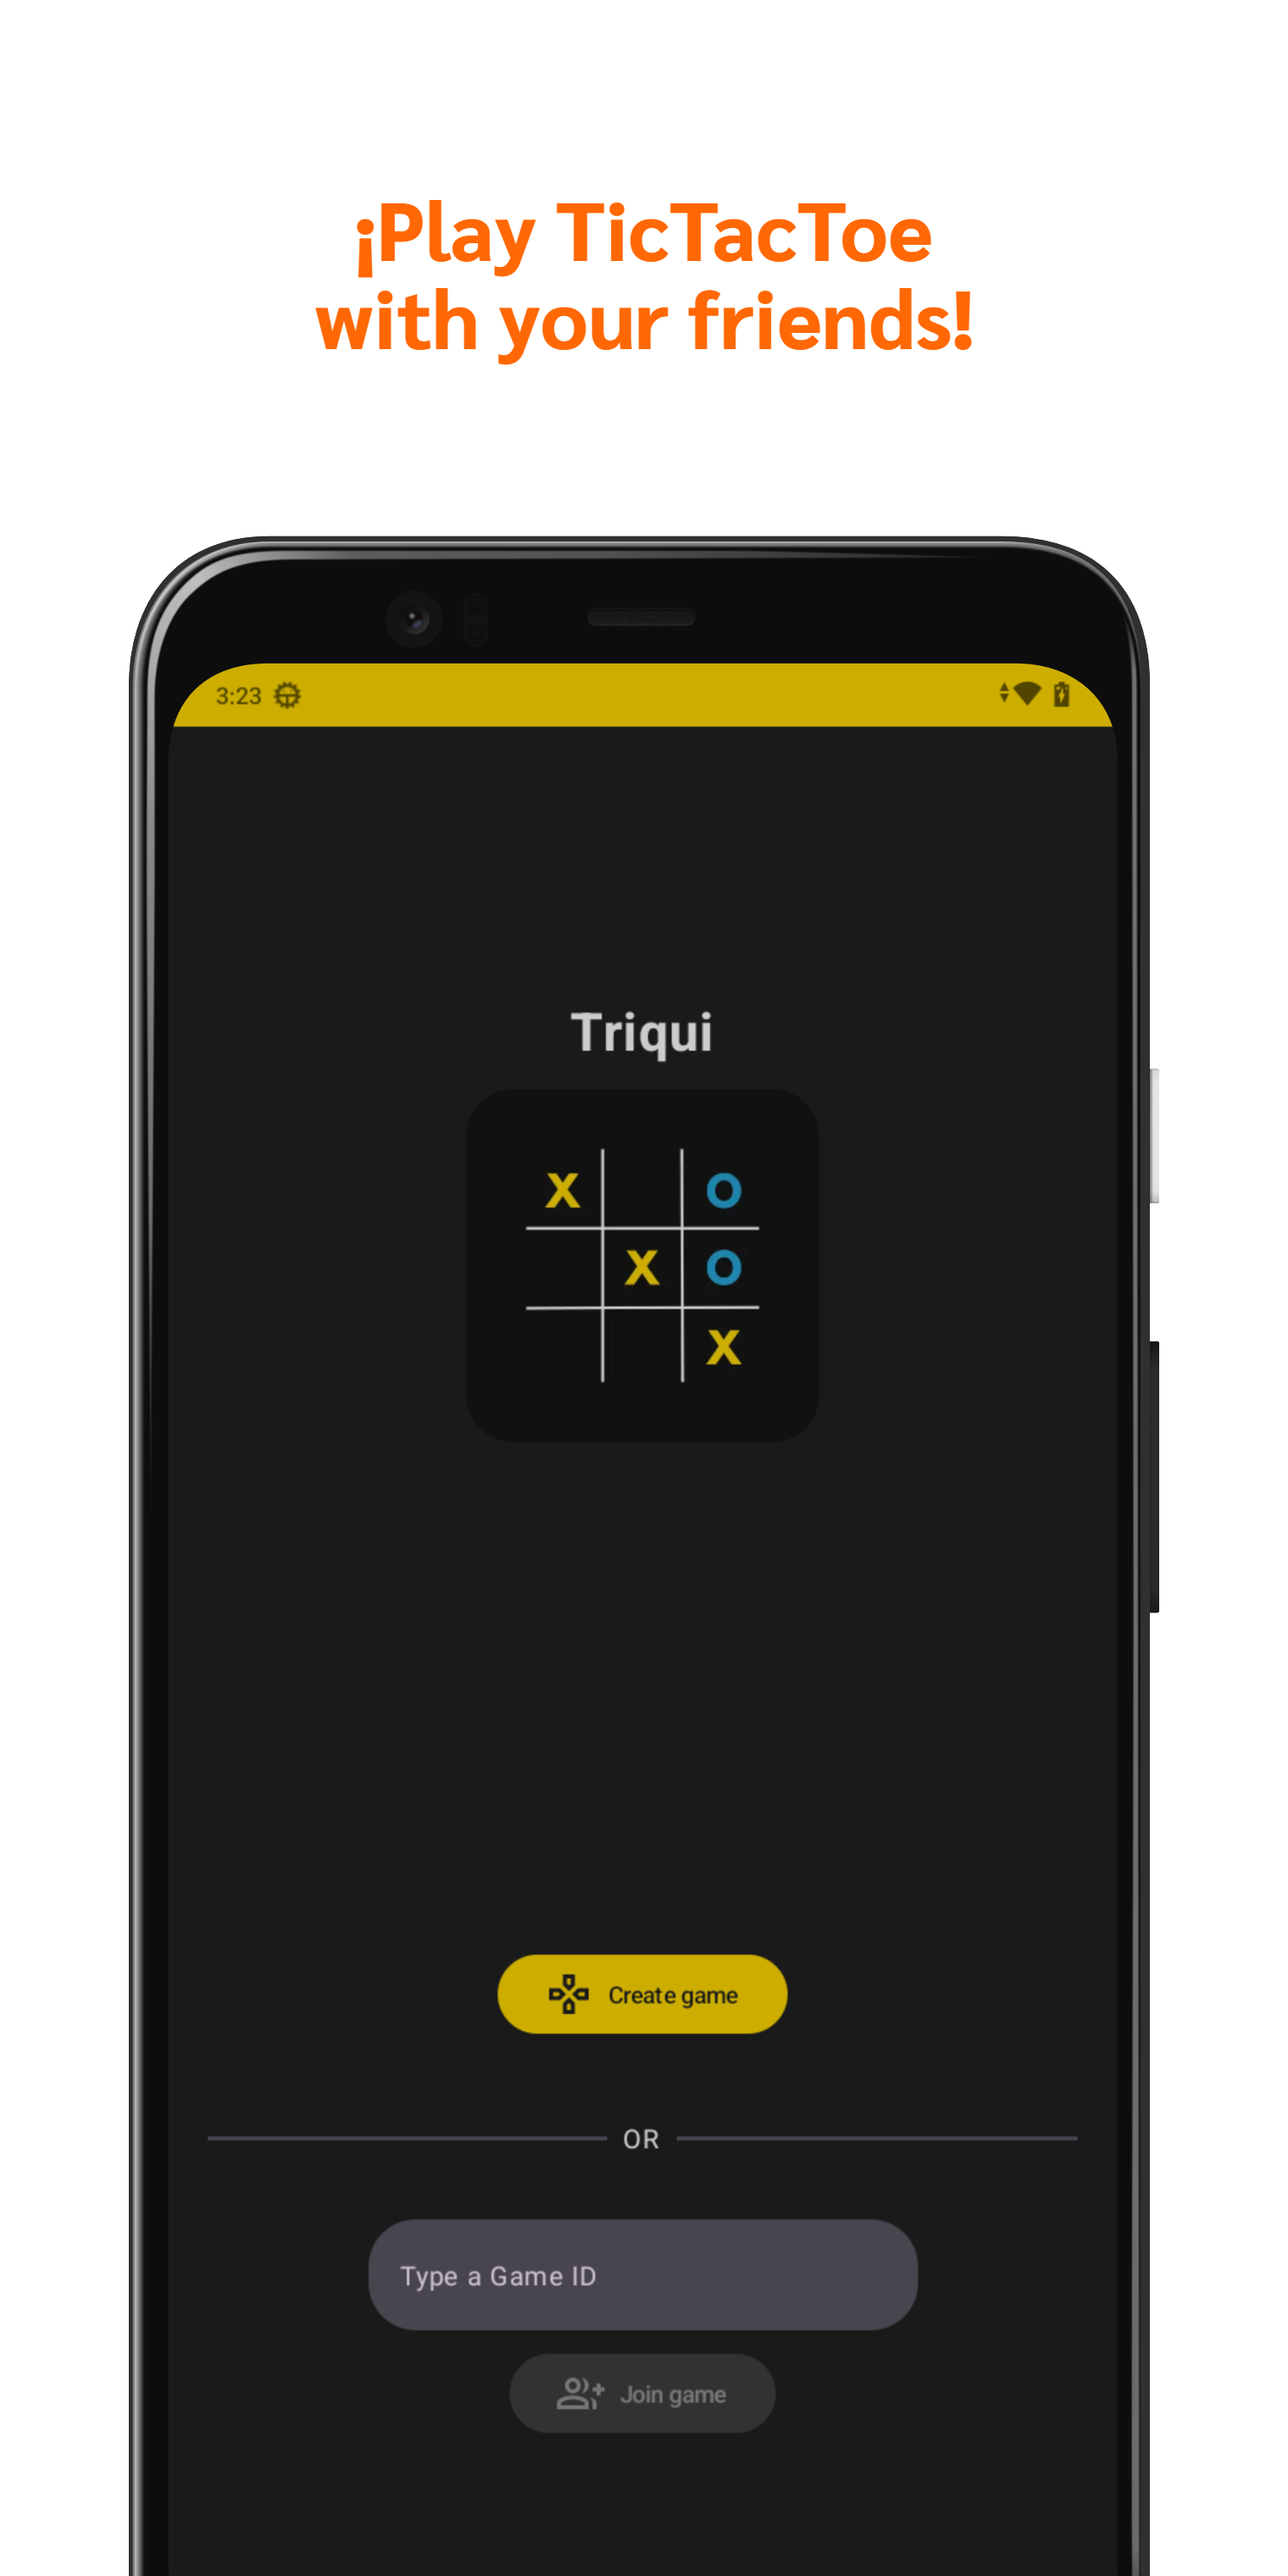 ¡Play TicTacToe
with your friends!
3:23
Triqui
X O
X O
X
Create game
OR
Type a Game ID
Join game